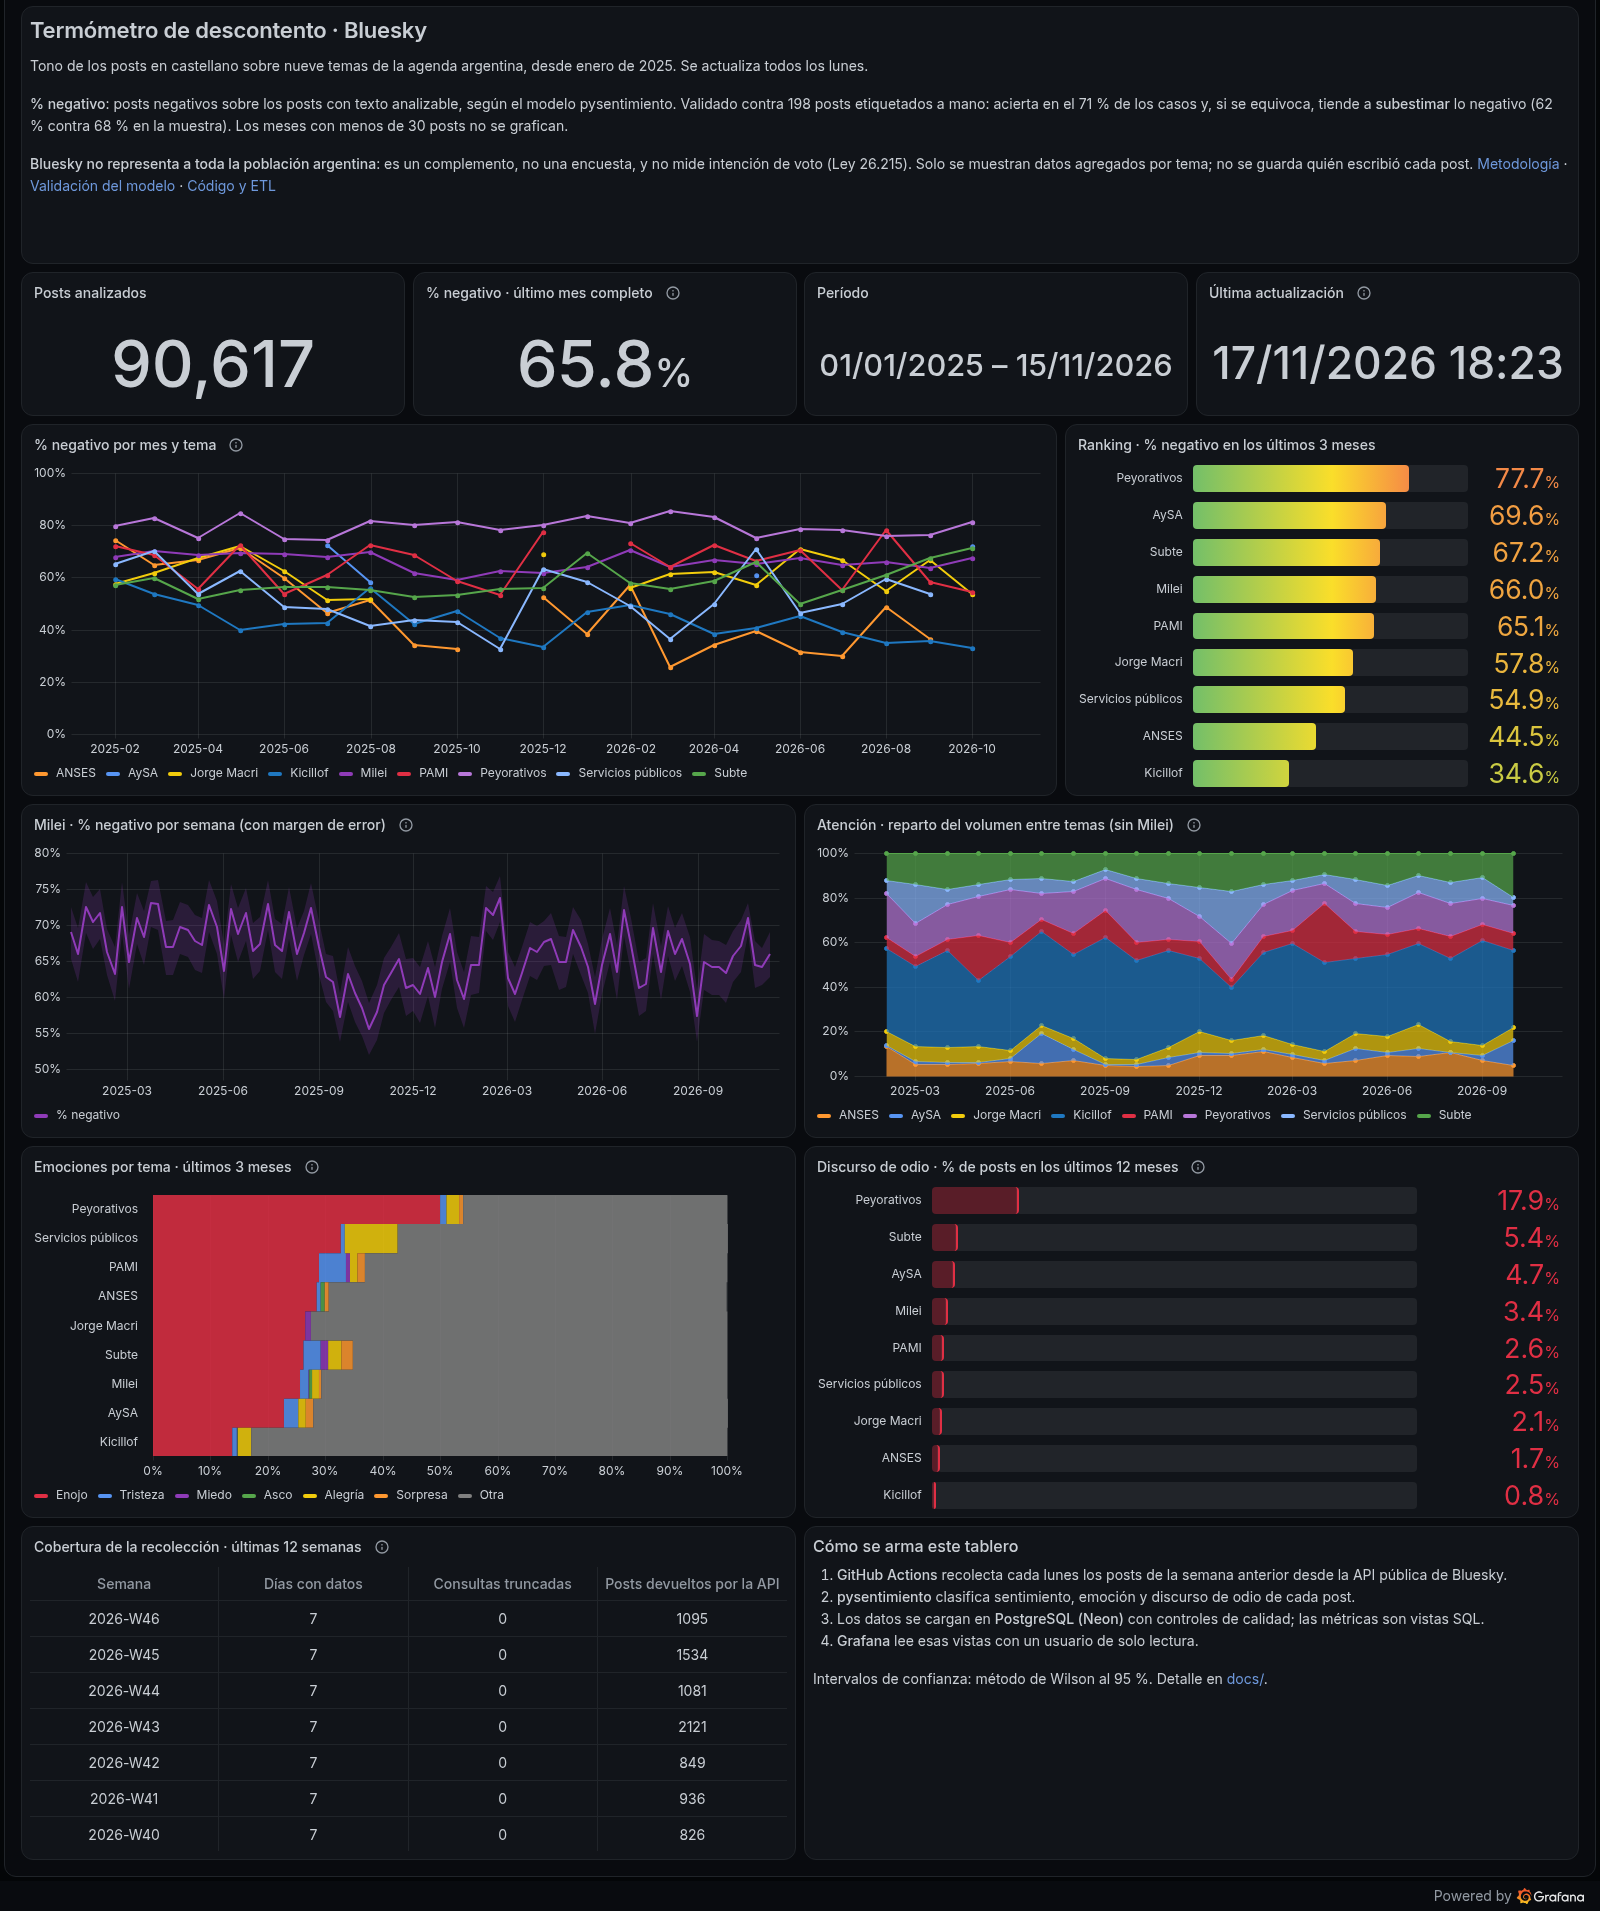 Termómetro de descontento · Bluesky
Tono de los posts en castellano sobre nueve temas de la agenda argentina, desde enero de 2025. Se actualiza todos los lunes.
% negativo: posts negativos sobre los posts con texto analizable, según el modelo pysentimiento. Validado contra 198 posts etiquetados a mano: acierta en el 71 % de los casos y, si se equivoca, tiende a subestimar lo negativo (62
% contra 68 % en la muestra). Los meses con menos de 30 posts no se grafican.
Bluesky no representa a toda la población argentina: es un complemento, no una encuesta, y no mide intención de voto (Ley 26.215). Solo se muestran datos agregados por tema; no se guarda quién escribió cada post. Metodología ·
Validación del modelo · Código y ETL
Posts analizados
90,617
% negativo · último mes completo
65.8%
Período
01/01/2025 – 15/11/2026
Última actualización
17/11/2026 18:23
% negativo por mes y tema
100%
80%
60%
40%
20%
0%
2025-02 2025-04 2025-06 2025-08 2025-10 2025-12 2026-02 2026-04 2026-06 2026-08 2026-10
ANSES AySA Jorge Macri Kicillof Milei PAMI Peyorativos Servicios públicos Subte
Ranking · % negativo en los últimos 3 meses
Peyorativos 77.7%
AySA 69.6%
Subte 67.2%
Milei 66.0%
PAMI 65.1%
Jorge Macri 57.8%
Servicios públicos 54.9%
ANSES 44.5%
Kicillof 34.6%
Milei · % negativo por semana (con margen de error)
80%
75%
70%
65%
60%
55%
50%
2025-03 2025-06 2025-09 2025-12 2026-03 2026-06 2026-09
% negativo
Atención · reparto del volumen entre temas (sin Milei)
100%
80%
60%
40%
20%
0%
2025-03 2025-06 2025-09 2025-12 2026-03 2026-06 2026-09
ANSES AySA Jorge Macri Kicillof PAMI Peyorativos Servicios públicos Subte
Emociones por tema · últimos 3 meses
Peyorativos
Servicios públicos
PAMI
ANSES
Jorge Macri
Subte
Milei
AySA
Kicillof
0% 10% 20% 30% 40% 50% 60% 70% 80% 90% 100%
Enojo Tristeza Miedo Asco Alegría Sorpresa Otra
Discurso de odio · % de posts en los últimos 12 meses
Peyorativos 17.9%
Subte 5.4%
AySA 4.7%
Milei 3.4%
PAMI 2.6%
Servicios públicos 2.5%
Jorge Macri 2.1%
ANSES 1.7%
Kicillof 0.8%
Cobertura de la recolección · últimas 12 semanas
Semana Días con datos Consultas truncadas Posts devueltos por la API
2026-W46 7 0 1095
2026-W45 7 0 1534
2026-W44 7 0 1081
2026-W43 7 0 2121
2026-W42 7 0 849
2026-W41 7 0 936
2026-W40 7 0 826
Cómo se arma este tablero
1. GitHub Actions recolecta cada lunes los posts de la semana anterior desde la API pública de Bluesky.
2. pysentimiento clasifica sentimiento, emoción y discurso de odio de cada post.
3. Los datos se cargan en PostgreSQL (Neon) con controles de calidad; las métricas son vistas SQL.
4. Grafana lee esas vistas con un usuario de solo lectura.
Intervalos de confianza: método de Wilson al 95 %. Detalle en docs/.
Powered by Grafana